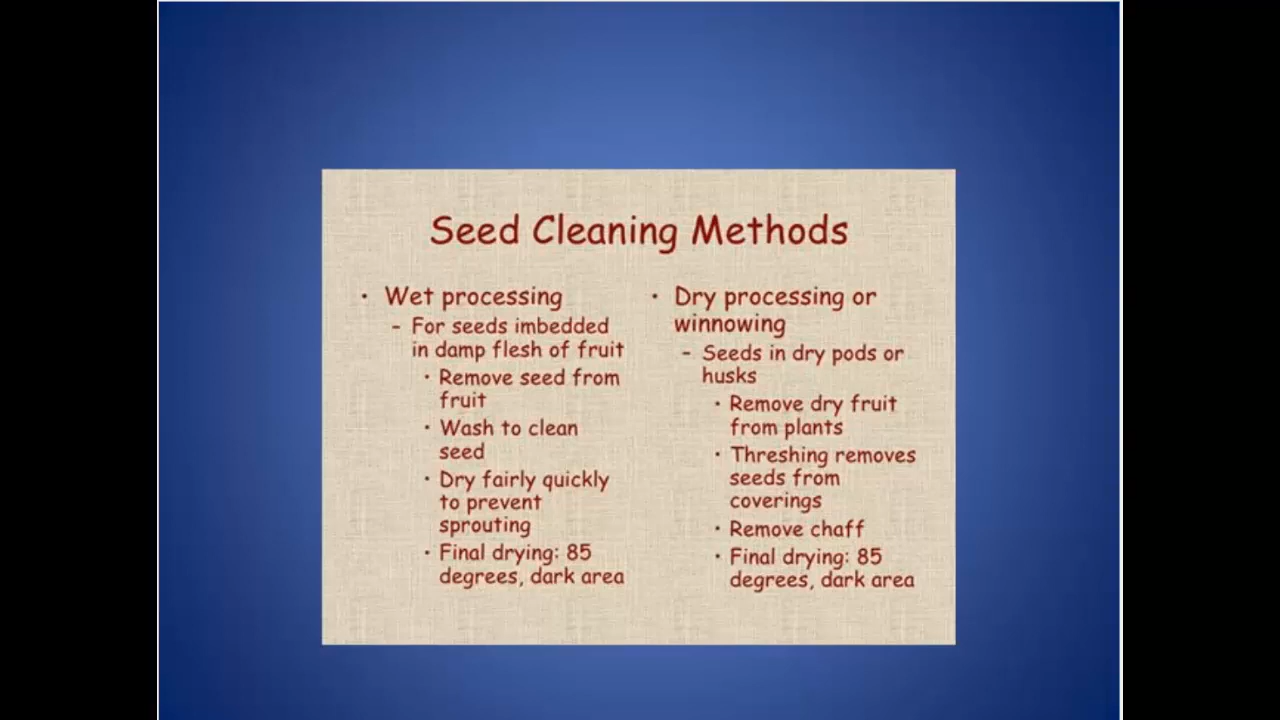 Seed Cleaning Methods
• Wet processing
– For seeds imbedded
in damp flesh of fruit
• Remove seed from
fruit
• Wash to clean
seed
• Dry fairly quickly
to prevent
sprouting
• Final drying: 85
degrees, dark area
• Dry processing or
winnowing
– Seeds in dry pods or
husks
• Remove dry fruit
from plants
• Threshing removes
seeds from
coverings
• Remove chaff
• Final drying: 85
degrees, dark area